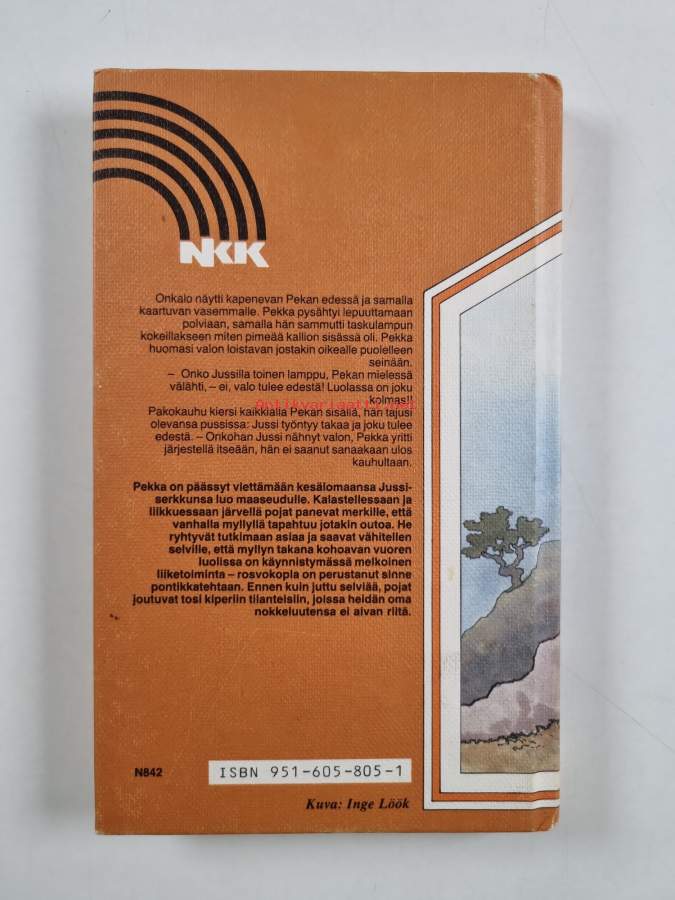 NKK
Onkalo näytti kapenevan Pekan edessä ja samalla
kaartuvan vasemmalle. Pekka pysähtyi lepuuttamaan
polviaan, samalla hän sammutti taskulampun
kokeillakseen miten pimeää kallion sisässä oli. Pekka
huomasi valon loistavan jostakin oikealle puolelleen
seinään.
– Onko Jussilla toinen lamppu, Pekan mielessä
välähti, – ei, valo tulee edestä! Luolassa on joku
kolmas!!
Pakokauhu kiersi kaikkialla Pekan sisällä, hän tajusi
olevansa pussissa: Jussi työntyy takaa ja joku tulee
edestä. – Onkohan Jussi nähnyt valon, Pekka yritti
järjestellä itseään, hän ei saanut sanaakaan ulos
kauhultaan.
Pekka on päässyt viettämään kesälomaansa Jussi-
serkkunsa luo maaseudulle. Kalastellessaan ja
liikkuessaan järvellä pojat panevat merkille, että
vanhalla myllyllä tapahtuu jotakin outoa. He
ryhtyvät tutkimaan asiaa ja saavat vähitellen
selville, että myllyn takana kohoavan vuoren
luolissa on käynnistymässä melkoinen
liiketoiminta – rosvokopla on perustanut sinne
pontikkatehtaan. Ennen kuin juttu selviää, pojat
joutuvat tosi kiperiin tilanteisiin, joissa heidän oma
nokkeluutensa ei aivan riitä.
N842
ISBN 951-605-805-1
Kuva: Inge Löök